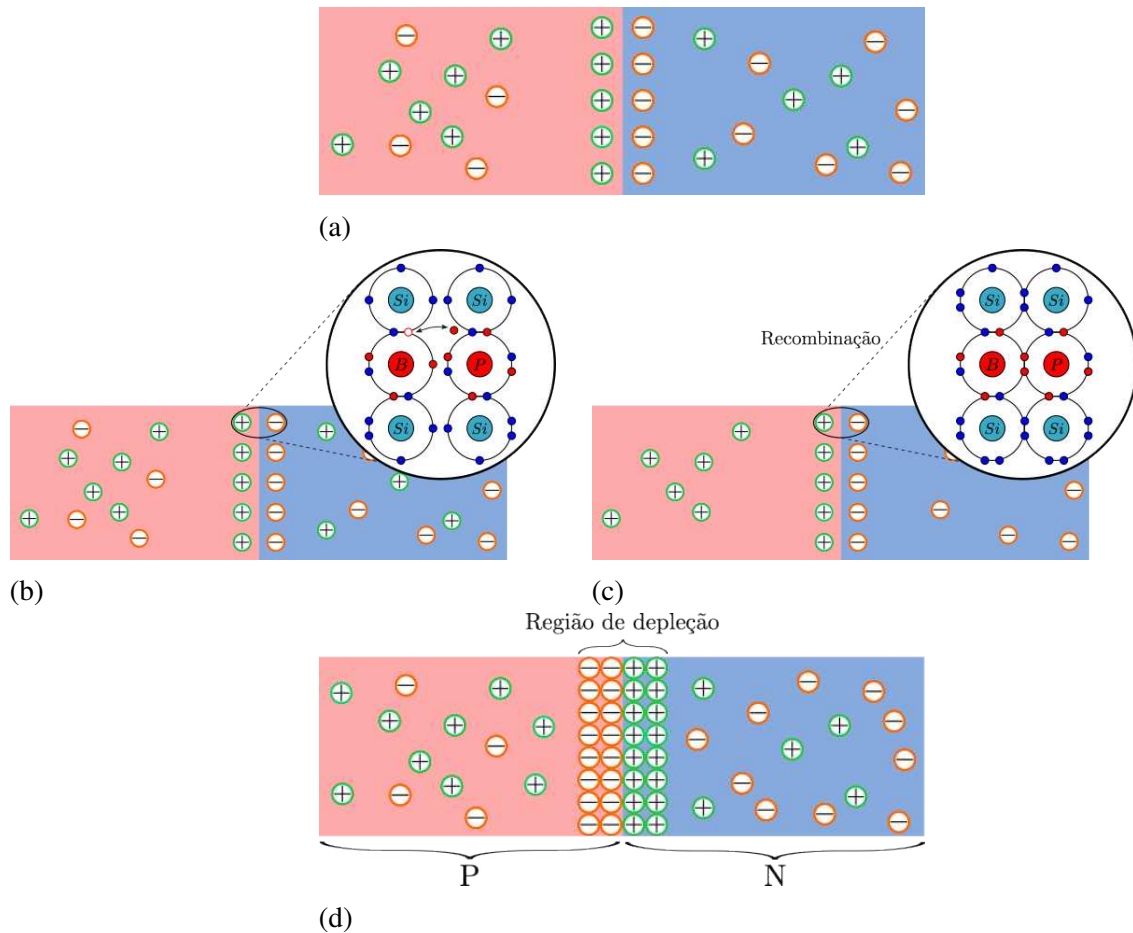 (a)
Si Si
B P
Si Si
Recombinação
Si Si
B P
Si Si
(b)
(c)
Região de depleção
P N
(d)